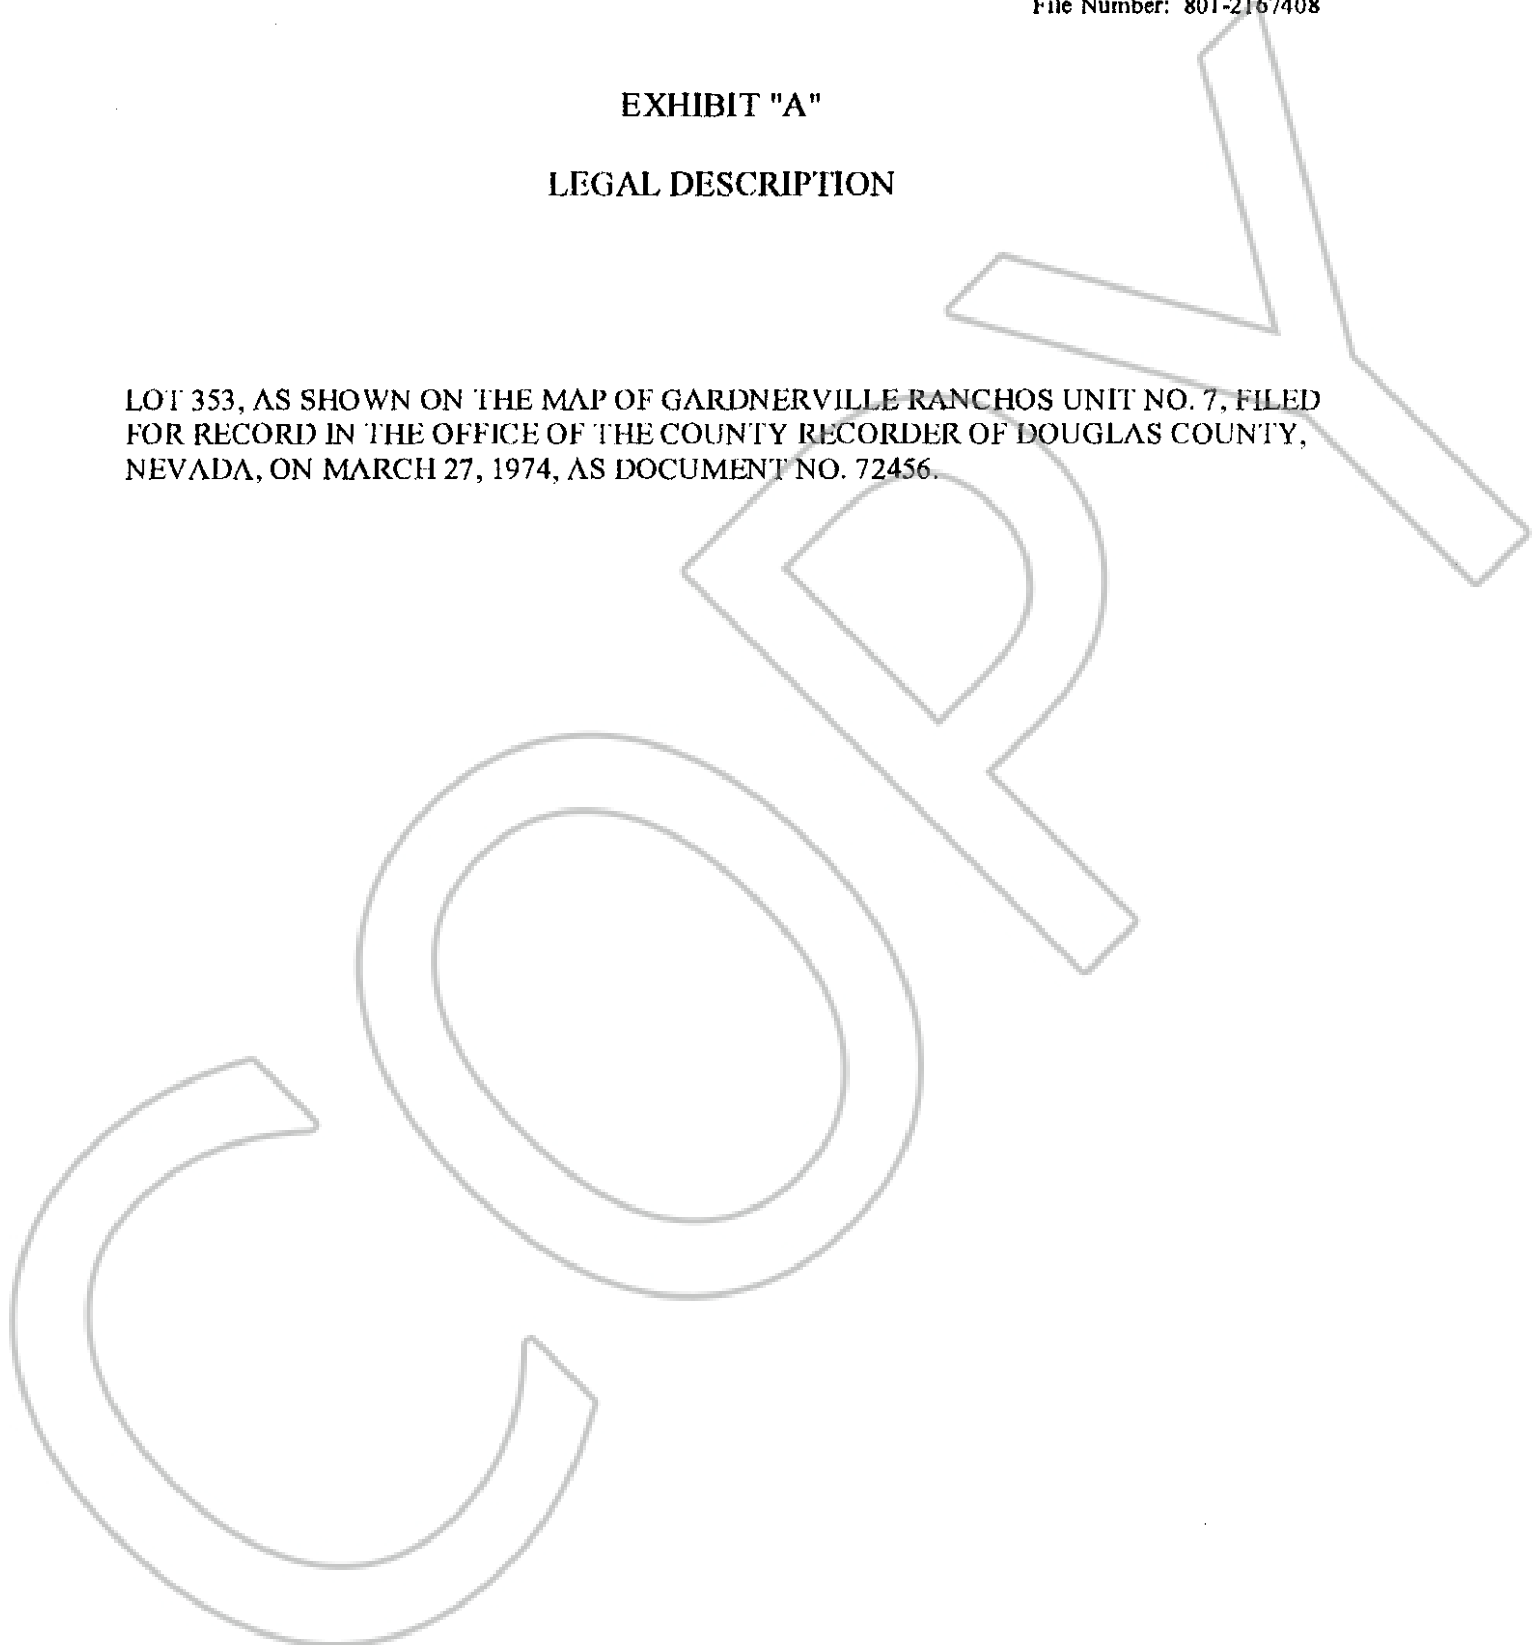 File Number: 801-2167408
EXHIBIT "A"
LEGAL DESCRIPTION
LOT 353, AS SHOWN ON THE MAP OF GARDNERVILLE RANCHOS UNIT NO. 7, FILED
FOR RECORD IN THE OFFICE OF THE COUNTY RECORDER OF DOUGLAS COUNTY,
NEVADA, ON MARCH 27, 1974, AS DOCUMENT NO. 72456.
COPY